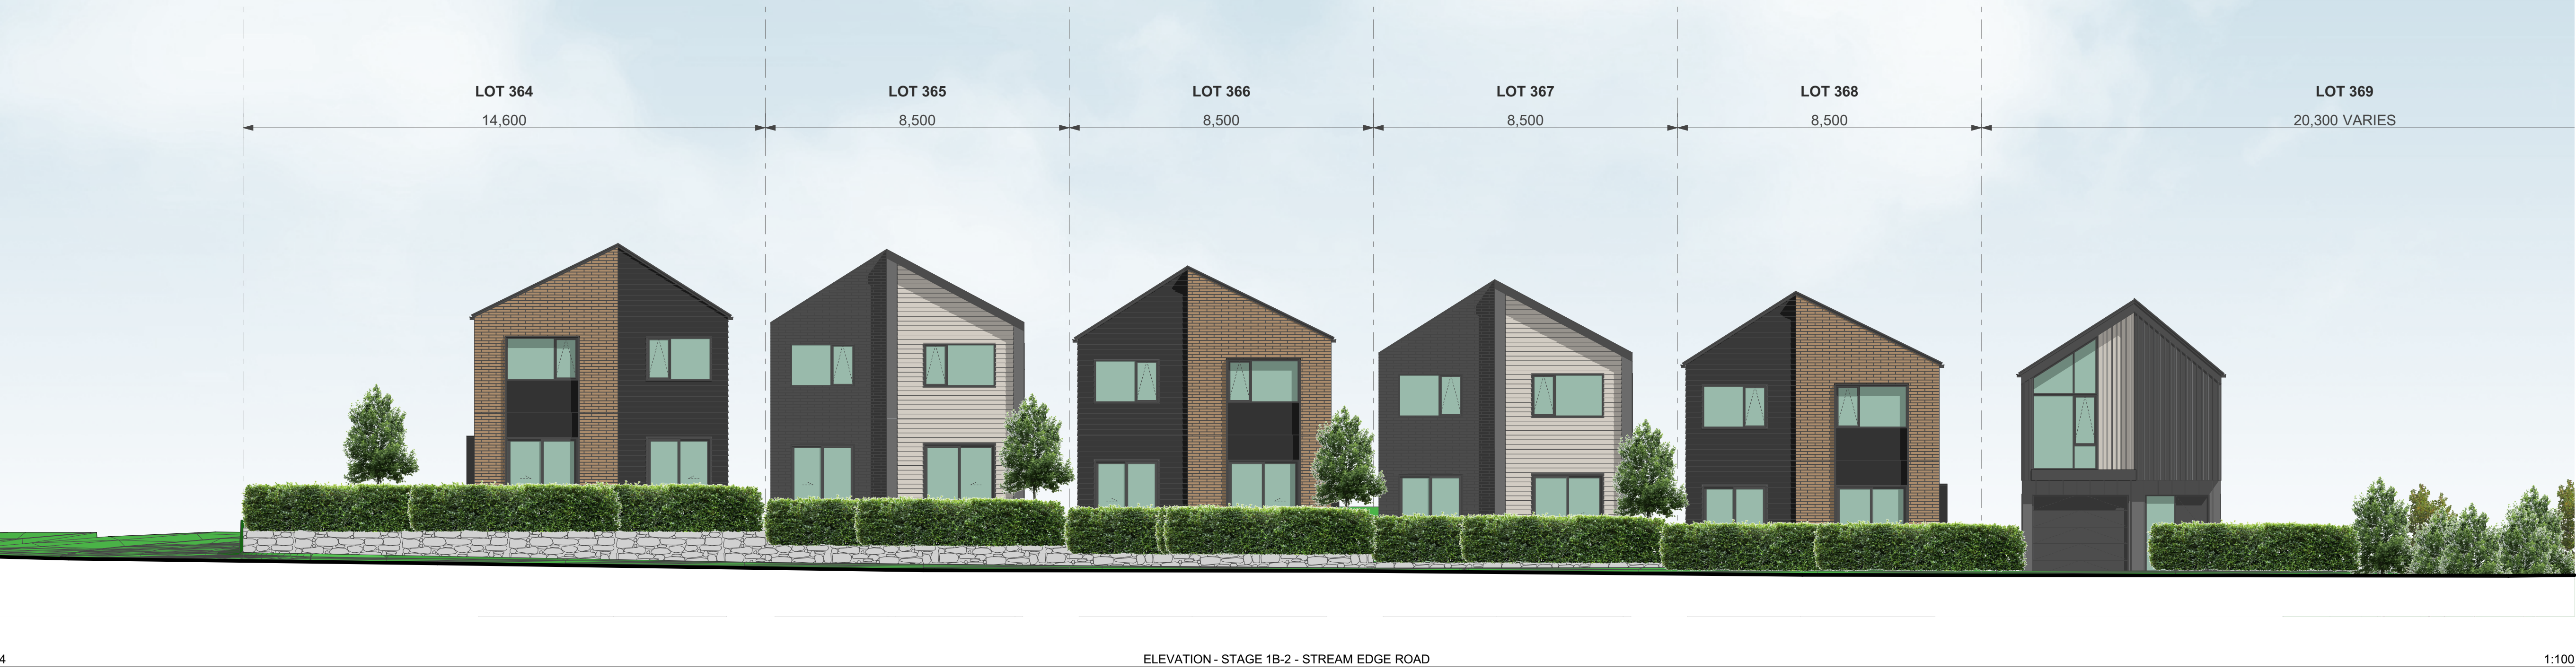 LOT 364 LOT 365 LOT 366 LOT 367 LOT 368 LOT 369
14,600 8,500 8,500 8,500 8,500 20,300 VARIES
4 ELEVATION - STAGE 1B-2 - STREAM EDGE ROAD 1:100